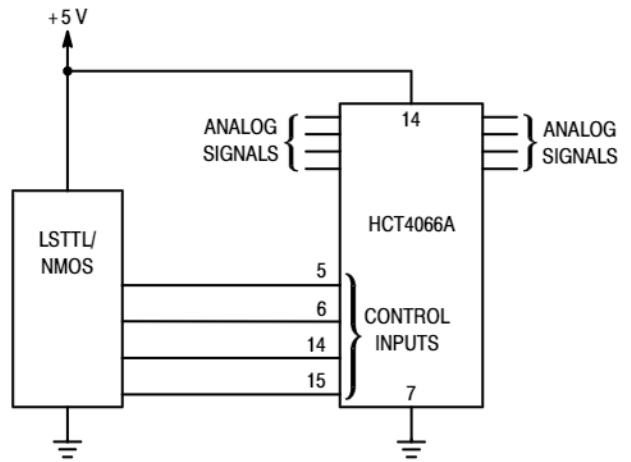 +5 V
14
ANALOG
SIGNALS
ANALOG
SIGNALS
LSTTL/
NMOS
HCT4066A
5
6
14
15
CONTROL
INPUTS
7